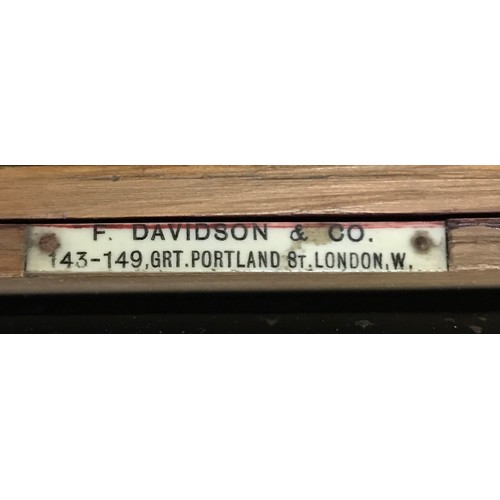 F. DAVIDSON & CO.
143-149, GRT. PORTLAND ST. LONDON, W.